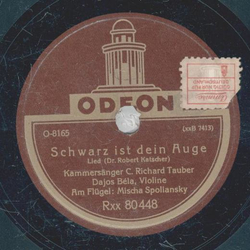 ODEON
O-8165 (xxB 7413)
Schwarz ist dein Auge
Lied (Dr. Robert Katscher)
Kammersänger C. Richard Tauber
Dajos Béla, Violine
Am Flügel: Mischa Spoliansky
Rxx 80448